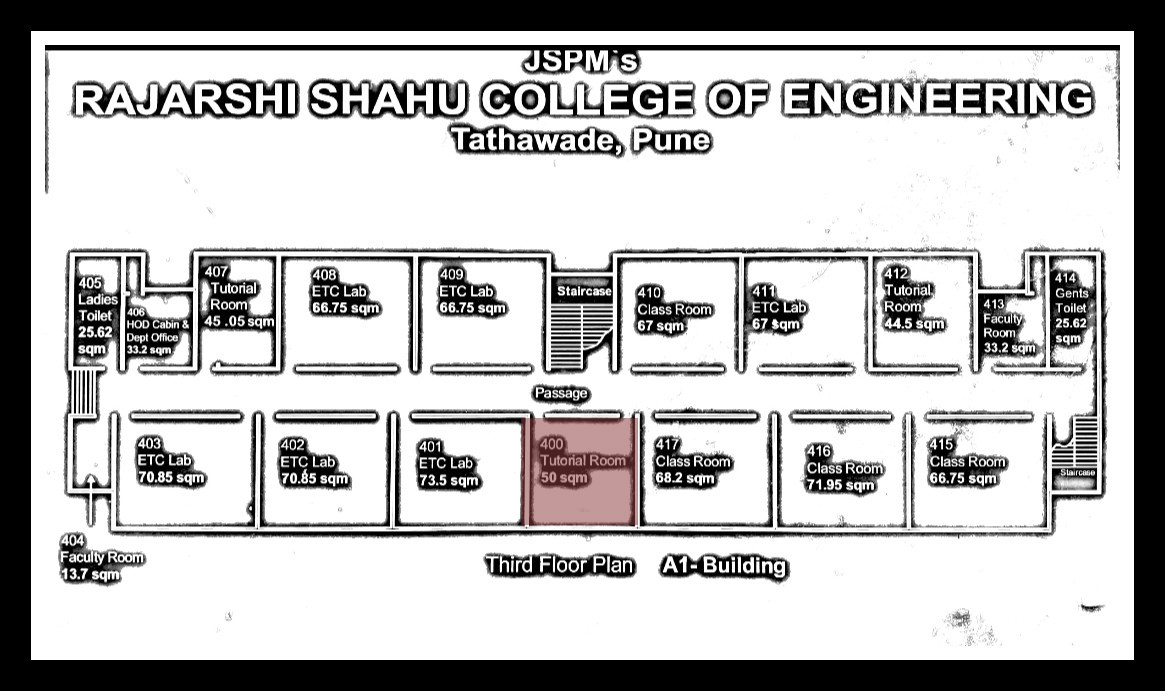 JSPM's
RAJARSHI SHAHU COLLEGE OF ENGINEERING
Tathawade, Pune
405
Ladies
Toilet
25.62
sqm
406
HOD Cabin &
Dept Office
33.2 sqm
407
Tutorial
Room
45 .05 sqm
408
ETC Lab
66.75 sqm
409
ETC Lab
66.75 sqm
Staircase
410
Class Room
67 sqm
411
ETC Lab
67 sqm
412
Tutorial
Room
44.5 sqm
413
Faculty
Room
33.2 sqm
414
Gents
Toilet
25.62
sqm
Passage
403
ETC Lab
70.85 sqm
402
ETC Lab
70.85 sqm
401
ETC Lab
73.5 sqm
400
Tutorial Room
50 sqm
417
Class Room
68.2 sqm
416
Class Room
71.95 sqm
415
Class Room
66.75 sqm
Staircase
404
Faculty Room
13.7 sqm
Third Floor Plan A1- Building